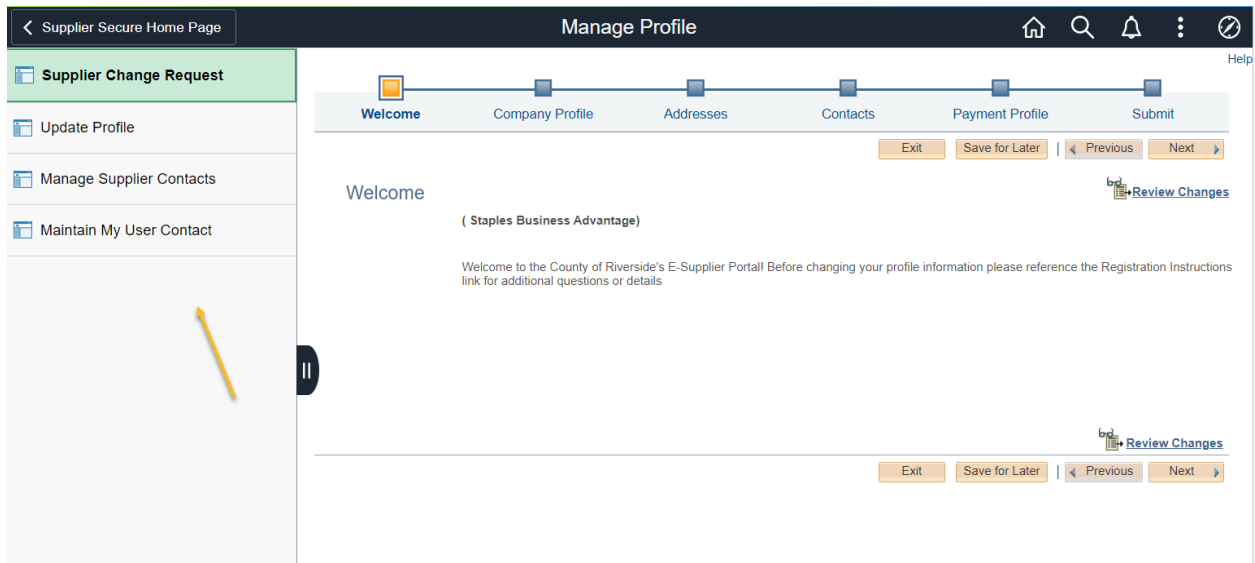 Supplier Secure Home Page
Manage Profile
Supplier Change Request
Update Profile
Manage Supplier Contacts
Maintain My User Contact
Help
Welcome
Company Profile
Addresses
Contacts
Payment Profile
Submit
Exit
Save for Later
|
Previous
Next
Welcome
Review Changes
( Staples Business Advantage)
Welcome to the County of Riverside's E-Supplier Portal! Before changing your profile information please reference the Registration Instructions
link for additional questions or details
Review Changes
Exit
Save for Later
|
Previous
Next